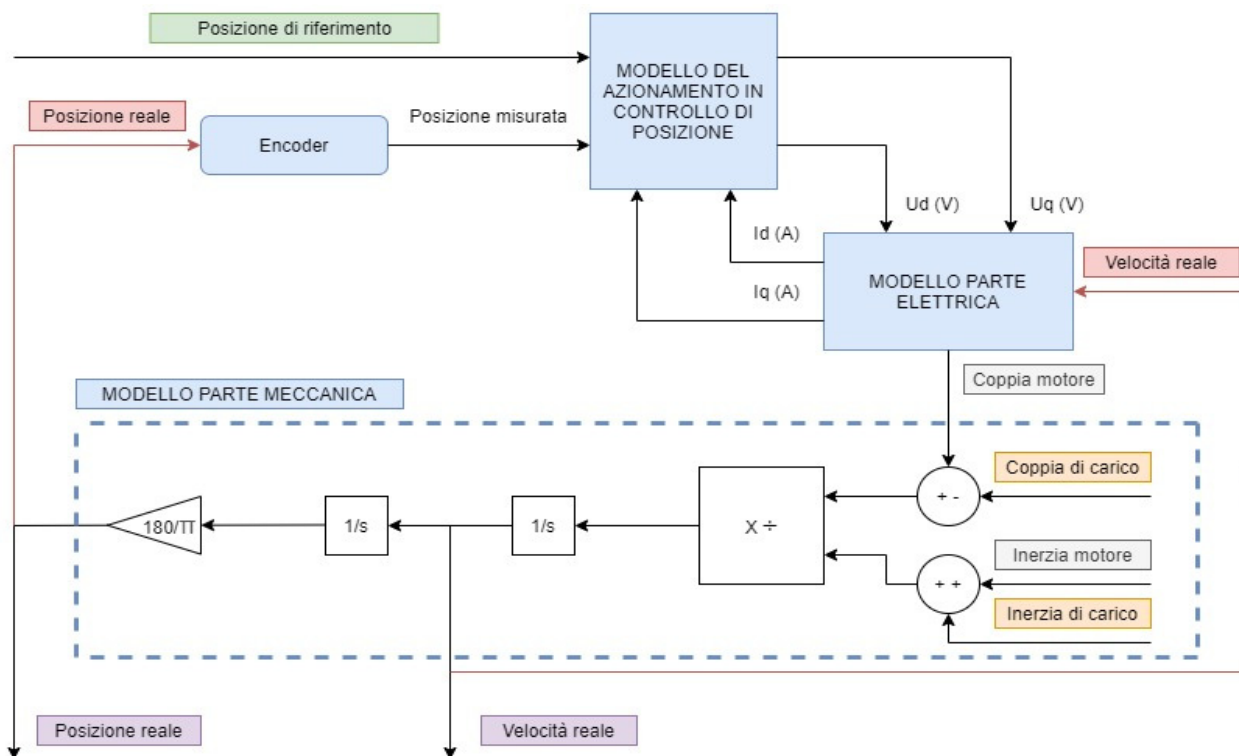 Posizione di riferimento
MODELLO DEL
AZIONAMENTO IN
CONTROLLO DI
POSIZIONE
Posizione reale
Encoder
Posizione misurata
Ud (V)
Uq (V)
Id (A)
Iq (A)
MODELLO PARTE
ELETTRICA
Velocità reale
Coppia motore
MODELLO PARTE MECCANICA
Coppia di carico
+ -
180/TT
1/s
1/s
X ÷
Inerzia motore
+ +
Inerzia di carico
Posizione reale
Velocità reale